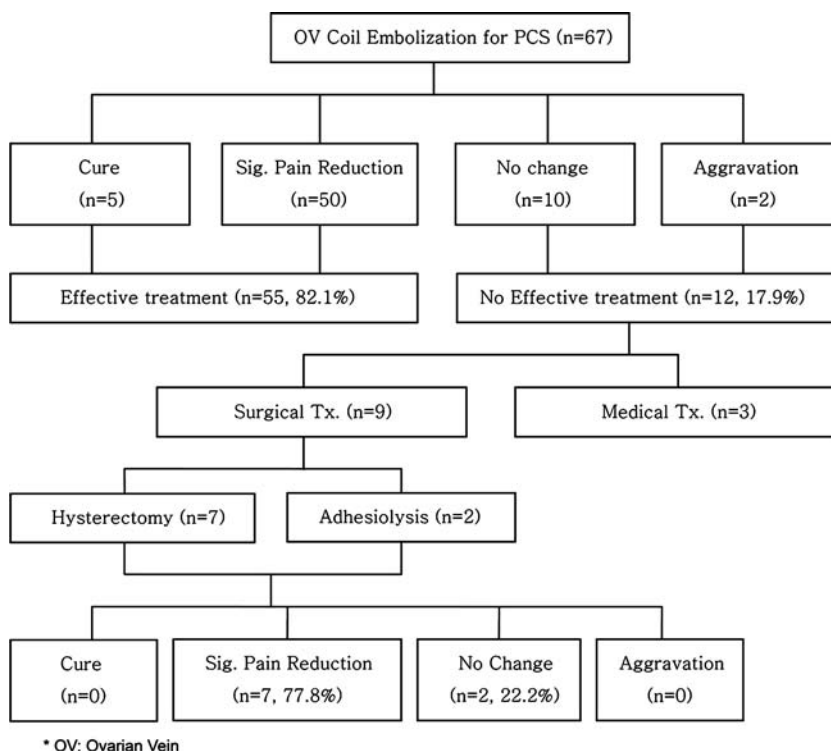 OV Coil Embolization for PCS (n=67)
Cure
(n=5)
Sig. Pain Reduction
(n=50)
No change
(n=10)
Aggravation
(n=2)
Effective treatment (n=55, 82.1%)
No Effective treatment (n=12, 17.9%)
Surgical Tx. (n=9)
Medical Tx. (n=3)
Hysterectomy (n=7)
Adhesiolysis (n=2)
Cure
(n=0)
Sig. Pain Reduction
(n=7, 77.8%)
No Change
(n=2, 22.2%)
Aggravation
(n=0)
* OV: Ovarian Vein